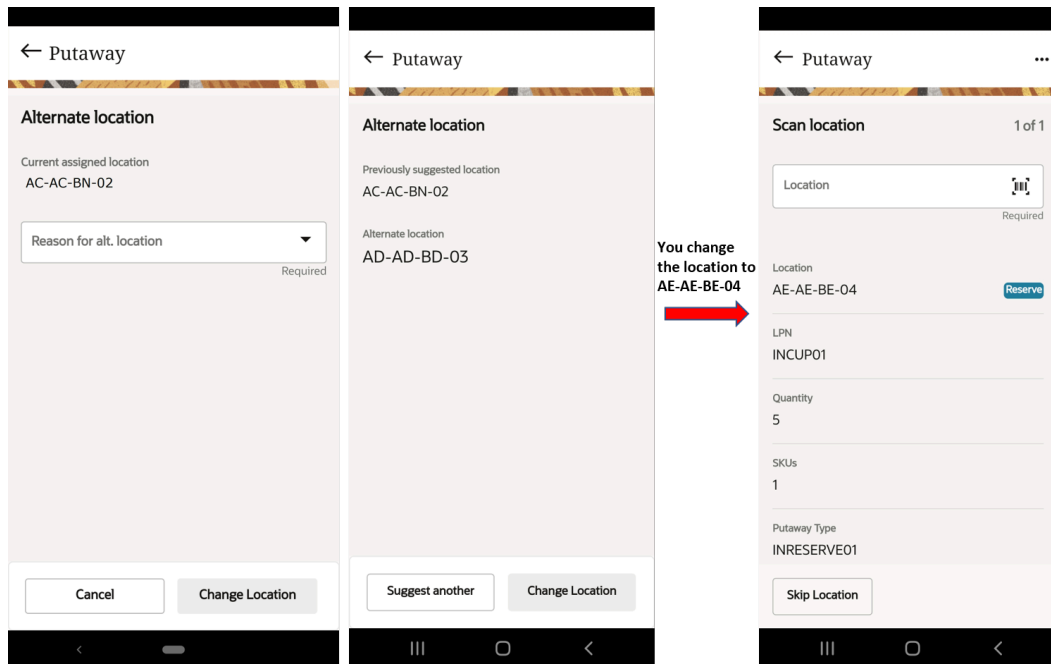 ← Putaway
Alternate location
Current assigned location
AC-AC-BN-02
Reason for alt. location
Required
Cancel
Change Location
← Putaway
Alternate location
Previously suggested location
AC-AC-BN-02
Alternate location
AD-AD-BD-03
Suggest another
Change Location
You change
the location to
AE-AE-BE-04
← Putaway
Scan location 1 of 1
Location
Required
Location
AE-AE-BE-04 Reserve
LPN
INCUP01
Quantity
5
SKUs
1
Putaway Type
INRESERVE01
Skip Location